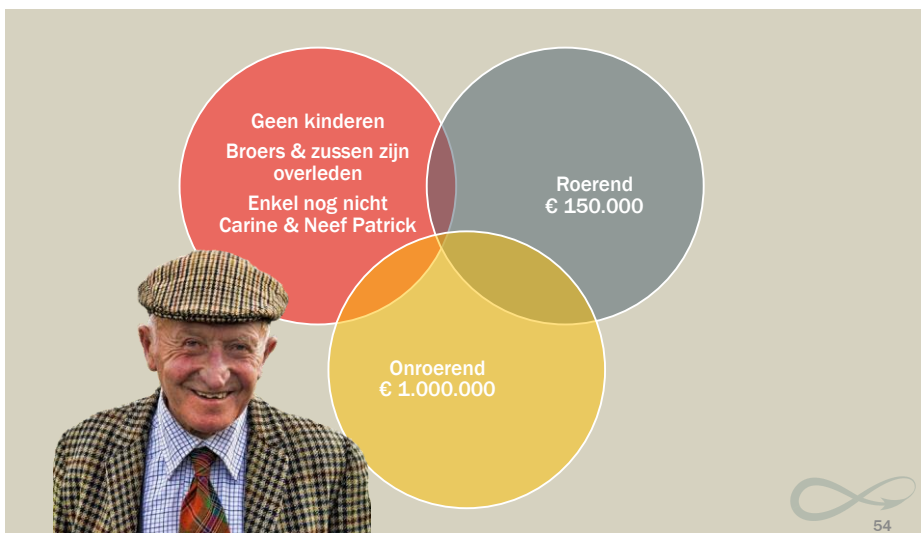 Geen kinderen
Broers & zussen zijn
overleden
Enkel nog nicht
Carine & Neef Patrick
Roerend
€ 150.000
Onroerend
€ 1.000.000
54